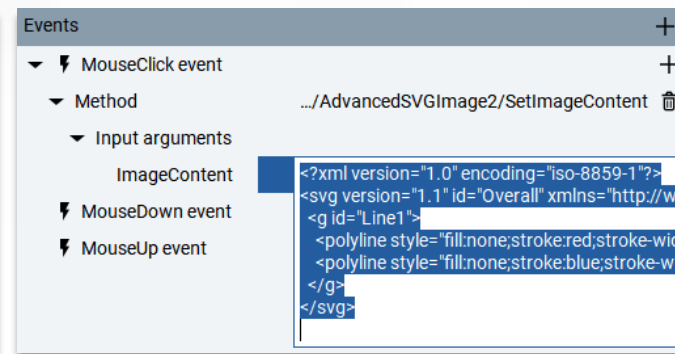 Events
MouseClick event
Method …/AdvancedSVGImage2/SetImageContent
Input arguments
ImageContent <?xml version="1.0" encoding="iso-8859-1"?>
<svg version="1.1" id="Overall" xmlns="http://w
<g id="Line1">
<polyline style="fill:none;stroke:red;stroke-wi
<polyline style="fill:none;stroke:blue;stroke-w
</g>
</svg>
MouseDown event
MouseUp event